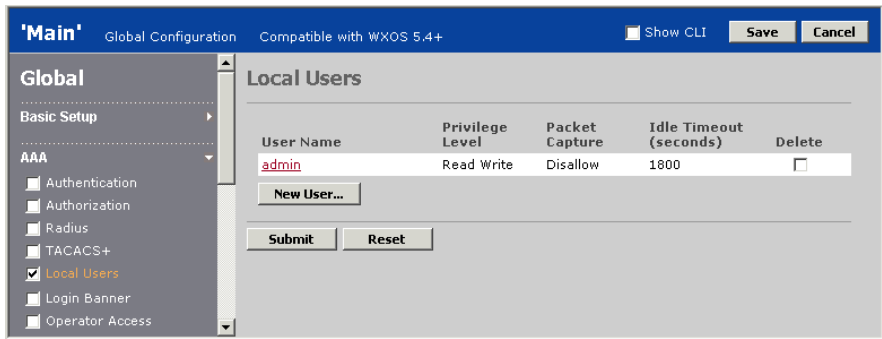 'Main' Global Configuration Compatible with WXOS 5.4+ Show CLI Save Cancel
Global
Basic Setup
AAA
Authentication
Authorization
Radius
TACACS+
Local Users
Login Banner
Operator Access
Local Users
User Name Privilege Level Packet Capture Idle Timeout (seconds) Delete
admin Read Write Disallow 1800
New User...
Submit Reset